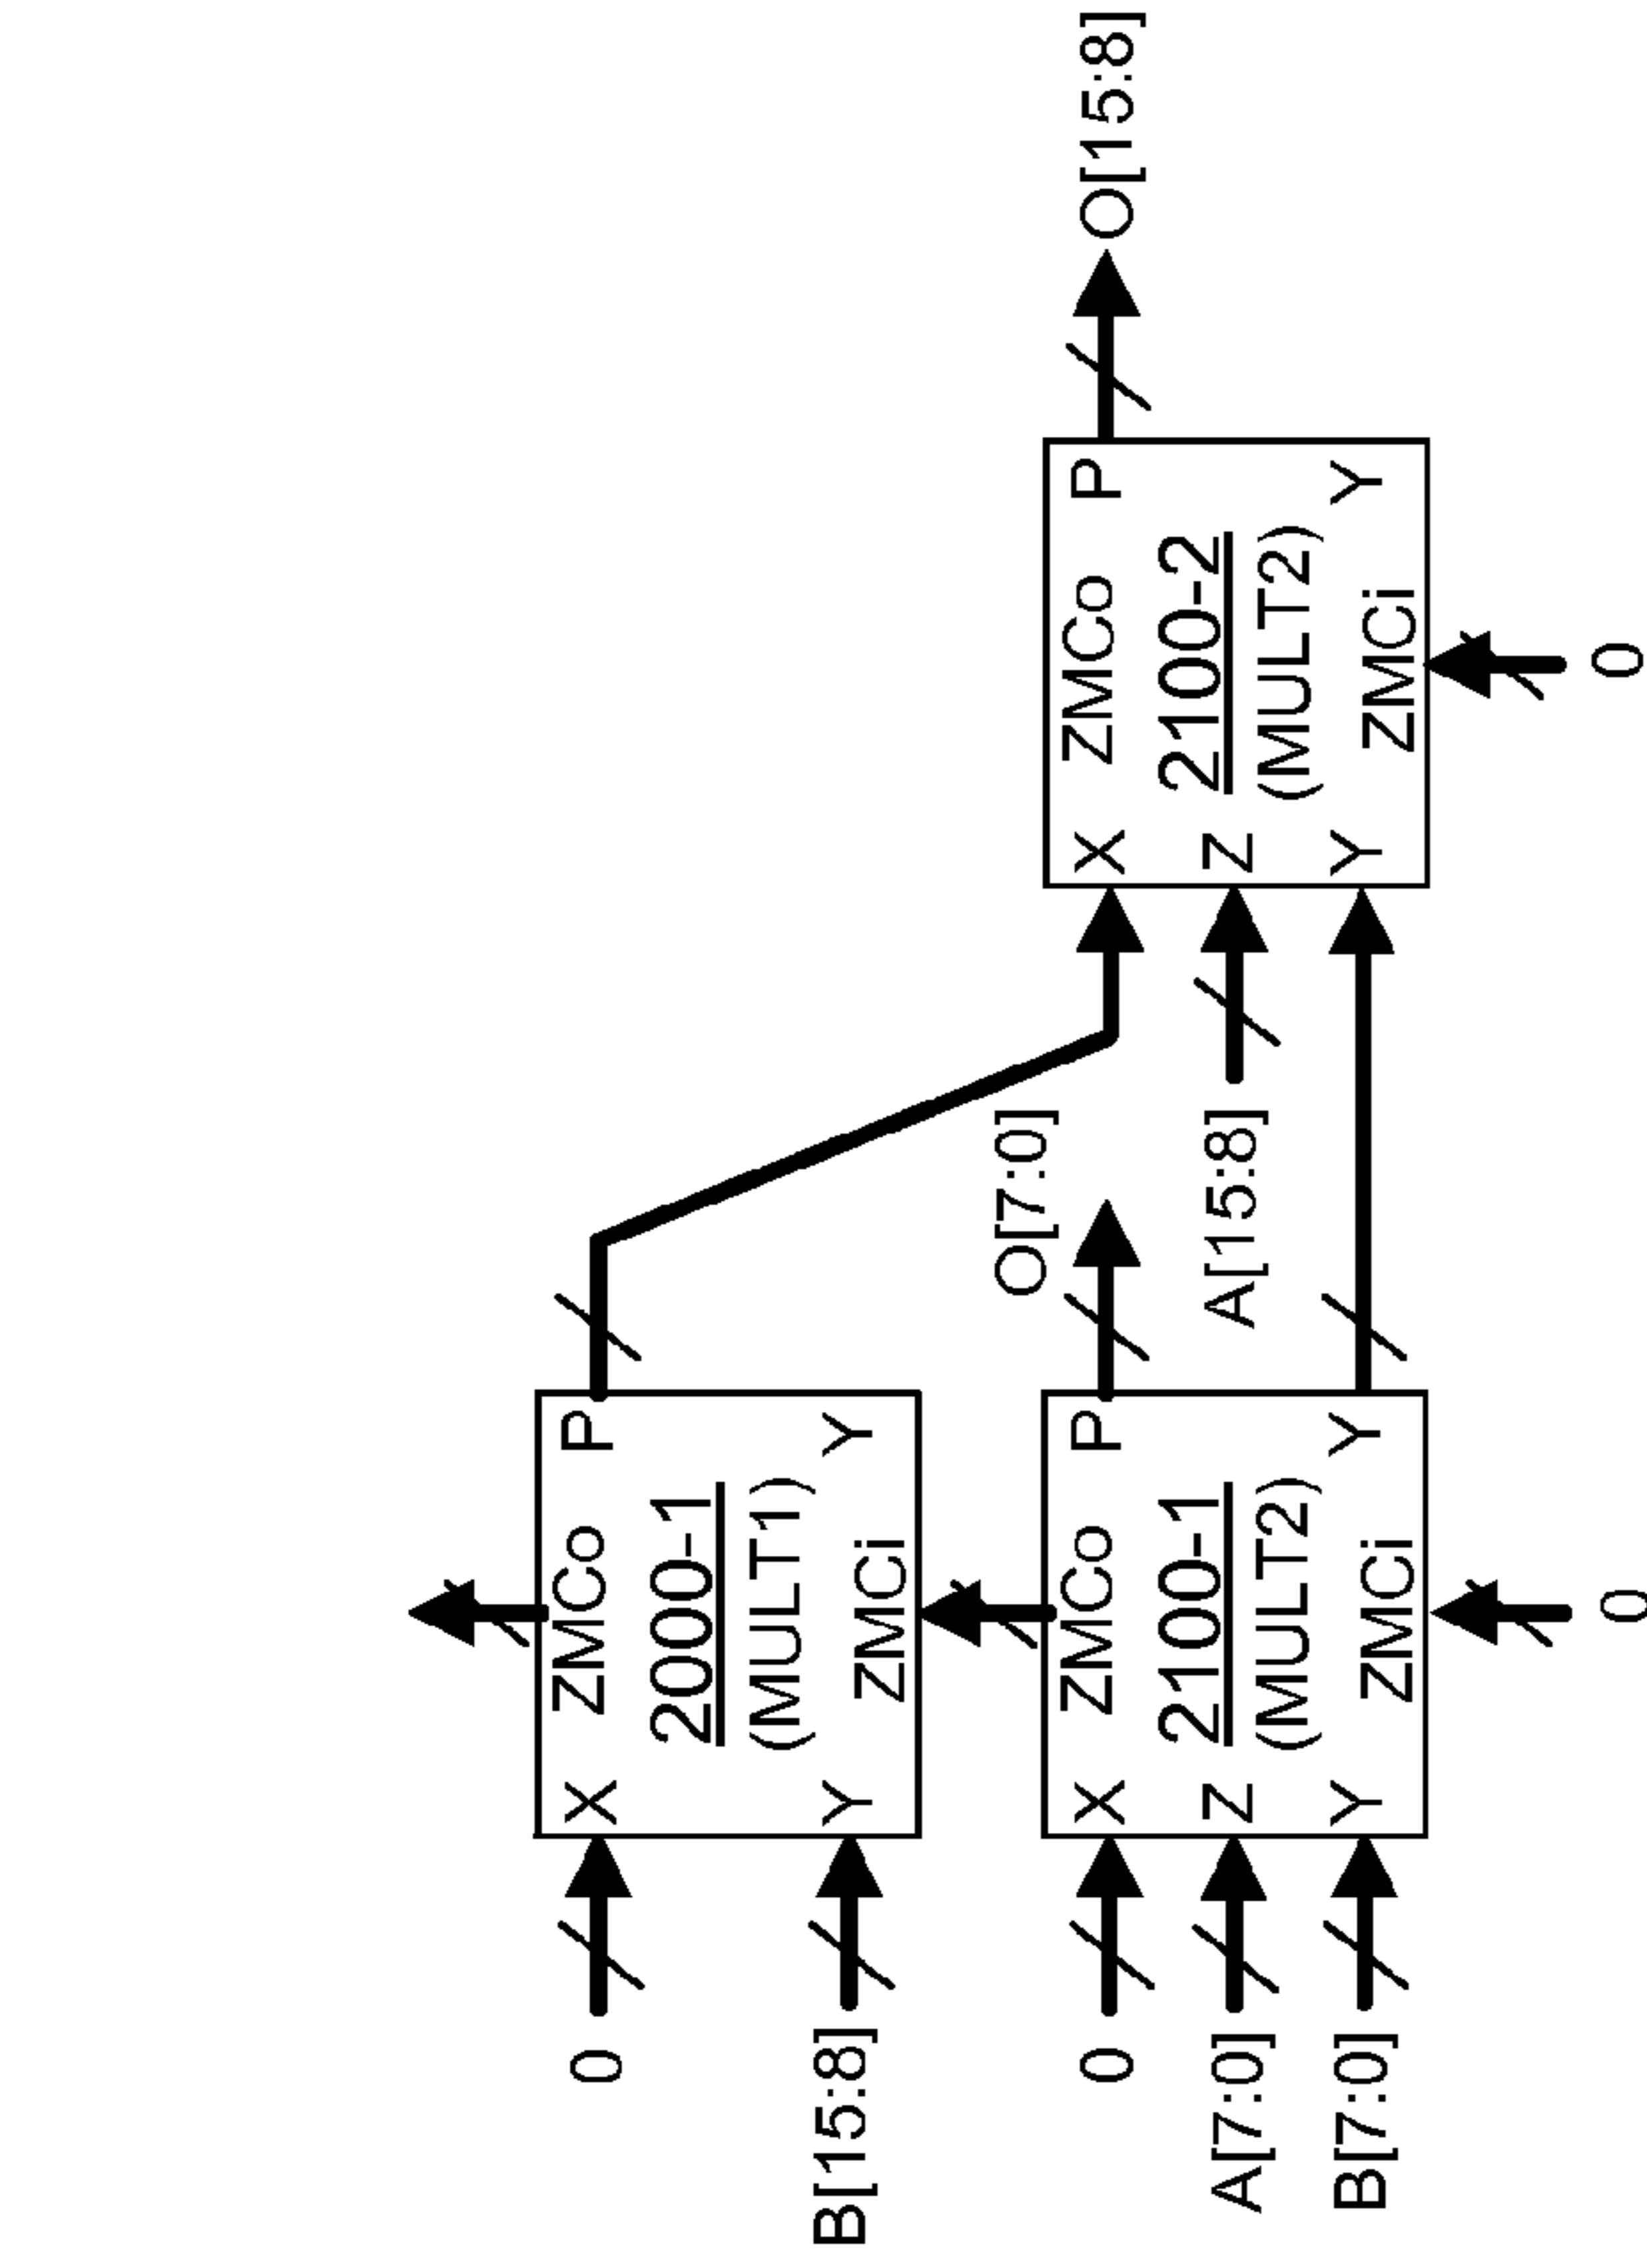 0 X ZMCo P
2000-1
(MULT1)
B[15:8] Y Y
ZMCi
O[7:0]
0 X ZMCo P X ZMCo P O[15:8]
2100-1 2100-2
A[7:0] Z A[15:8] Z
(MULT2) (MULT2)
B[7:0] Y Y Y Y
ZMCi ZMCi
0 0